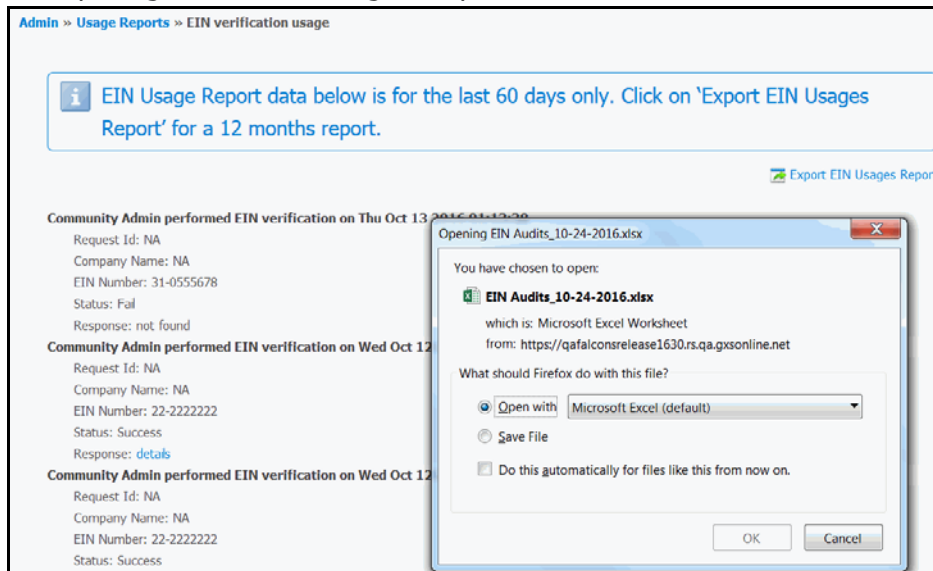 Admin » Usage Reports » EIN verification usage
EIN Usage Report data below is for the last 60 days only. Click on ‘Export EIN Usages
Report’ for a 12 months report.
Export EIN Usages Repor
Community Admin performed EIN verification on Thu Oct 13
Request Id: NA
Company Name: NA
EIN Number: 31-0555678
Status: Fail
Response: not found
Community Admin performed EIN verification on Wed Oct 12
Request Id: NA
Company Name: NA
EIN Number: 22-2222222
Status: Success
Response: details
Community Admin performed EIN verification on Wed Oct 12
Request Id: NA
Company Name: NA
EIN Number: 22-2222222
Status: Success
Opening EIN Audits_10-24-2016.xlsx
You have chosen to open:
EIN Audits_10-24-2016.xlsx
which is: Microsoft Excel Worksheet
from: https://qafalconsrelease1630.rs.qa.gxsonline.net
What should Firefox do with this file?
Open with Microsoft Excel (default)
Save File
Do this automatically for files like this from now on.
OK Cancel